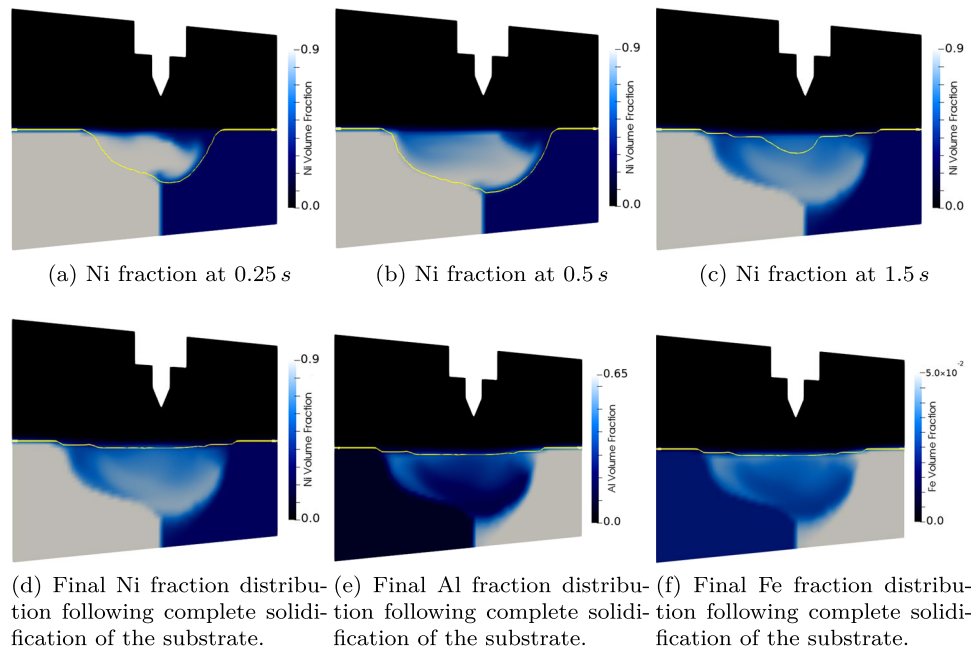 0.9
Ni Volume Fraction
0.0
0.9
Ni Volume Fraction
0.0
0.9
Ni Volume Fraction
0.0
(a) Ni fraction at 0.25 s
(b) Ni fraction at 0.5 s
(c) Ni fraction at 1.5 s
0.9
Ni Volume Fraction
0.0
0.65
Al Volume Fraction
0.0
5.0×10⁻²
Fe Volume Fraction
0.0
(d) Final Ni fraction distribu-
tion following complete solidi-
fication of the substrate.
(e) Final Al fraction distribu-
tion following complete solidi-
fication of the substrate.
(f) Final Fe fraction distribu-
tion following complete solidi-
fication of the substrate.